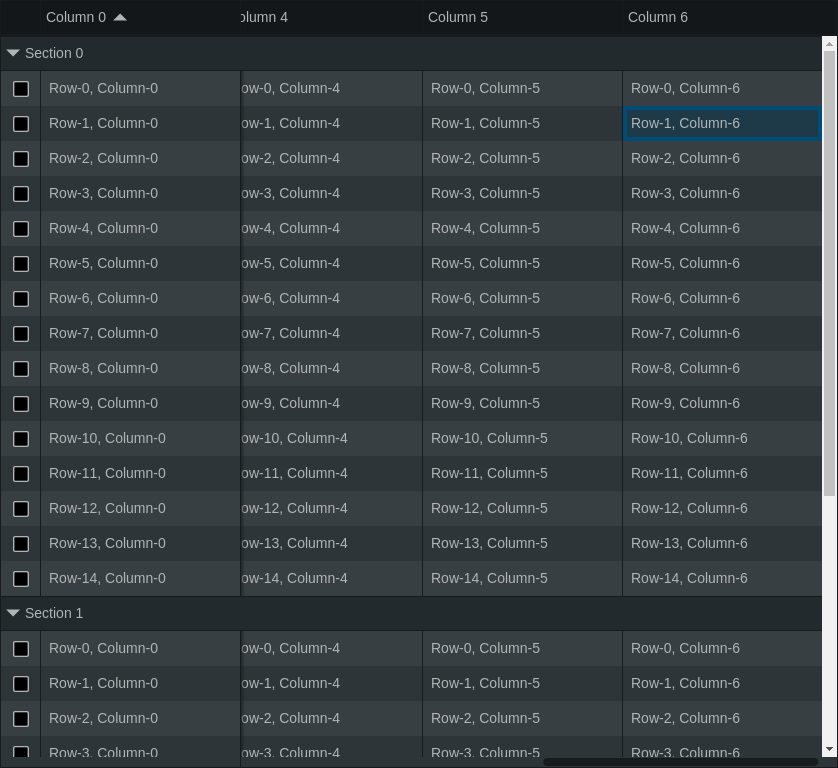 Column 0 olumn 4 Column 5 Column 6
Section 0
Row-0, Column-0 ow-0, Column-4 Row-0, Column-5 Row-0, Column-6
Row-1, Column-0 ow-1, Column-4 Row-1, Column-5 Row-1, Column-6
Row-2, Column-0 ow-2, Column-4 Row-2, Column-5 Row-2, Column-6
Row-3, Column-0 ow-3, Column-4 Row-3, Column-5 Row-3, Column-6
Row-4, Column-0 ow-4, Column-4 Row-4, Column-5 Row-4, Column-6
Row-5, Column-0 ow-5, Column-4 Row-5, Column-5 Row-5, Column-6
Row-6, Column-0 ow-6, Column-4 Row-6, Column-5 Row-6, Column-6
Row-7, Column-0 ow-7, Column-4 Row-7, Column-5 Row-7, Column-6
Row-8, Column-0 ow-8, Column-4 Row-8, Column-5 Row-8, Column-6
Row-9, Column-0 ow-9, Column-4 Row-9, Column-5 Row-9, Column-6
Row-10, Column-0 ow-10, Column-4 Row-10, Column-5 Row-10, Column-6
Row-11, Column-0 ow-11, Column-4 Row-11, Column-5 Row-11, Column-6
Row-12, Column-0 ow-12, Column-4 Row-12, Column-5 Row-12, Column-6
Row-13, Column-0 ow-13, Column-4 Row-13, Column-5 Row-13, Column-6
Row-14, Column-0 ow-14, Column-4 Row-14, Column-5 Row-14, Column-6
Section 1
Row-0, Column-0 ow-0, Column-4 Row-0, Column-5 Row-0, Column-6
Row-1, Column-0 ow-1, Column-4 Row-1, Column-5 Row-1, Column-6
Row-2, Column-0 ow-2, Column-4 Row-2, Column-5 Row-2, Column-6
Row-3, Column-0 ow-3, Column-4 Row-3, Column-5 Row-3, Column-6